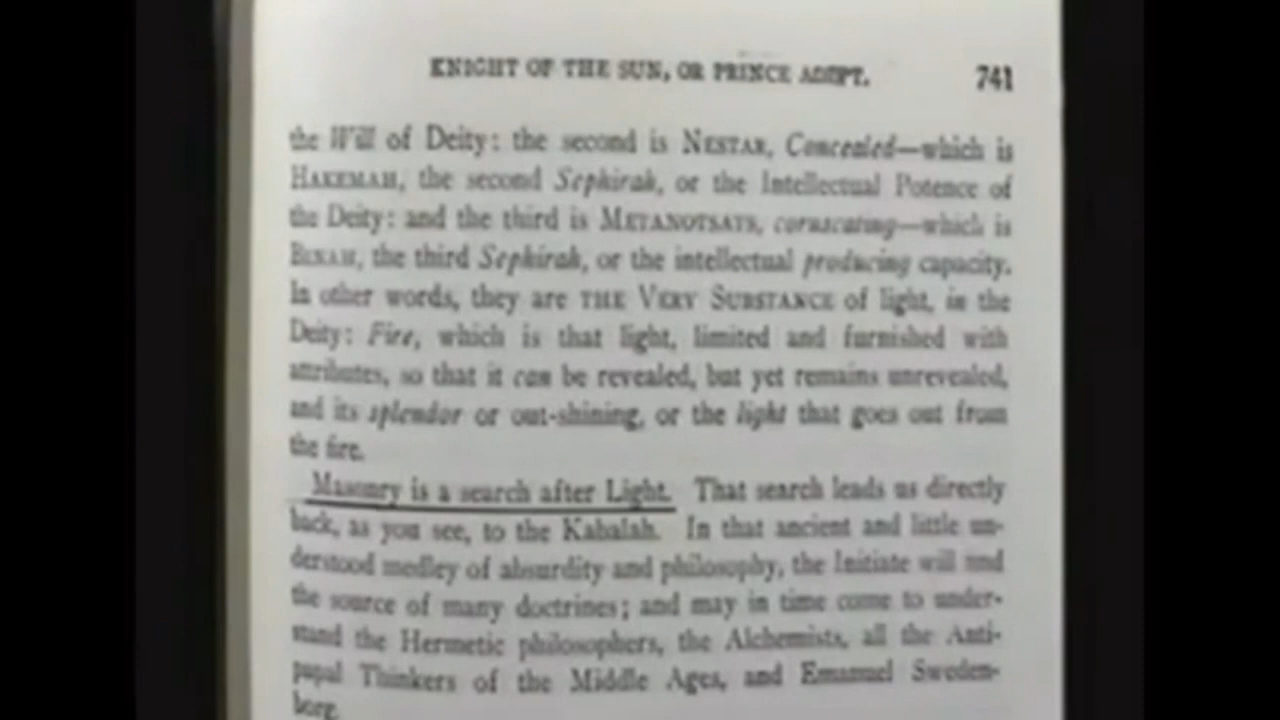 KNIGHT OF THE SUN, OR PRINCE ADEPT. 741
the Will of Deity: the second is NESTAR, Concealed—which is
HAKEMAH, the second Sephirah, or the Intellectual Potence of
the Deity: and the third is METANOTSATS, coruscating—which is
BINAH, the third Sephirah, or the intellectual producing capacity.
In other words, they are THE VERY SUBSTANCE of light, in the
Deity: Fire, which is that light, limited and furnished with
attributes, so that it can be revealed, but yet remains unrevealed,
and its splendor or out-shining, or the light that goes out from
the fire.
Masonry is a search after Light. That search leads us directly
back, as you see, to the Kabalah. In that ancient and little un-
derstood medley of absurdity and philosophy, the Initiate will find
the source of many doctrines; and may in time come to under-
stand the Hermetic philosophers, the Alchemists, all the Anti-
papal Thinkers of the Middle Ages, and Emanuel Sweden-
borg.